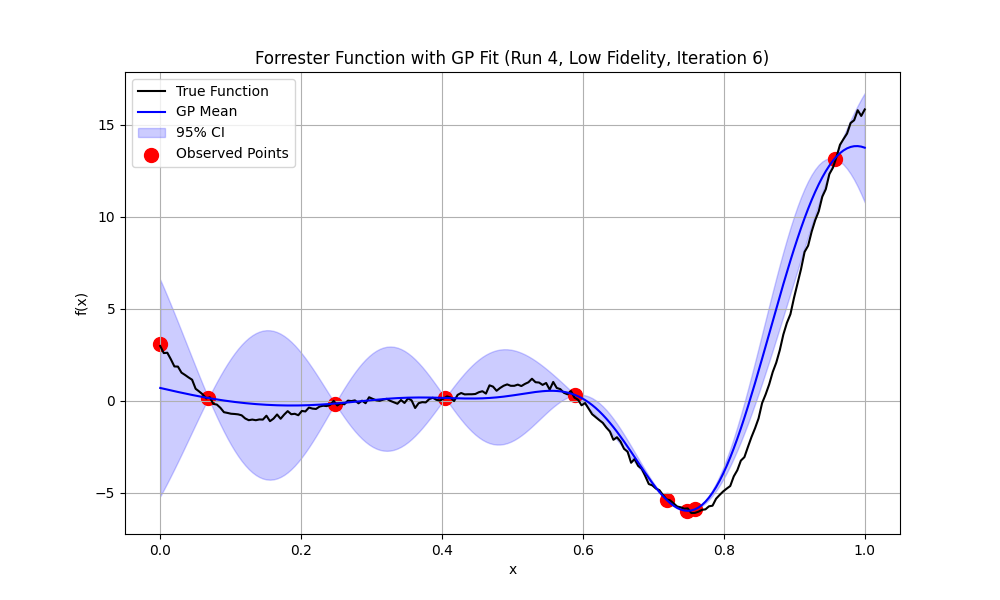 Forrester Function with GP Fit (Run 4, Low Fidelity, Iteration 6)
True Function
GP Mean
95% CI
Observed Points
f(x)
15
10
5
0
−5
0.0
0.2
0.4
0.6
0.8
1.0
x